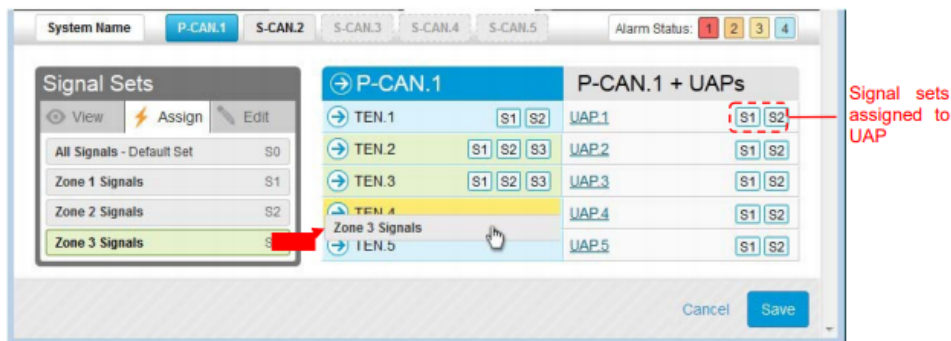 System Name P-CAN.1 S-CAN.2 S-CAN.3 S-CAN.4 S-CAN.5 Alarm Status: 1 2 3 4
Signal Sets
View Assign Edit
All Signals - Default Set S0
Zone 1 Signals S1
Zone 2 Signals S2
Zone 3 Signals
P-CAN.1 P-CAN.1 + UAPs
TEN.1 S1 S2 UAP.1 S1 S2
TEN.2 S1 S2 S3 UAP.2 S1 S2
TEN.3 S1 S2 S3 UAP.3 S1 S2
TEN.4 UAP.4 S1 S2
Zone 3 Signals
TEN.5 UAP.5 S1 S2
Cancel Save
Signal sets
assigned to
UAP